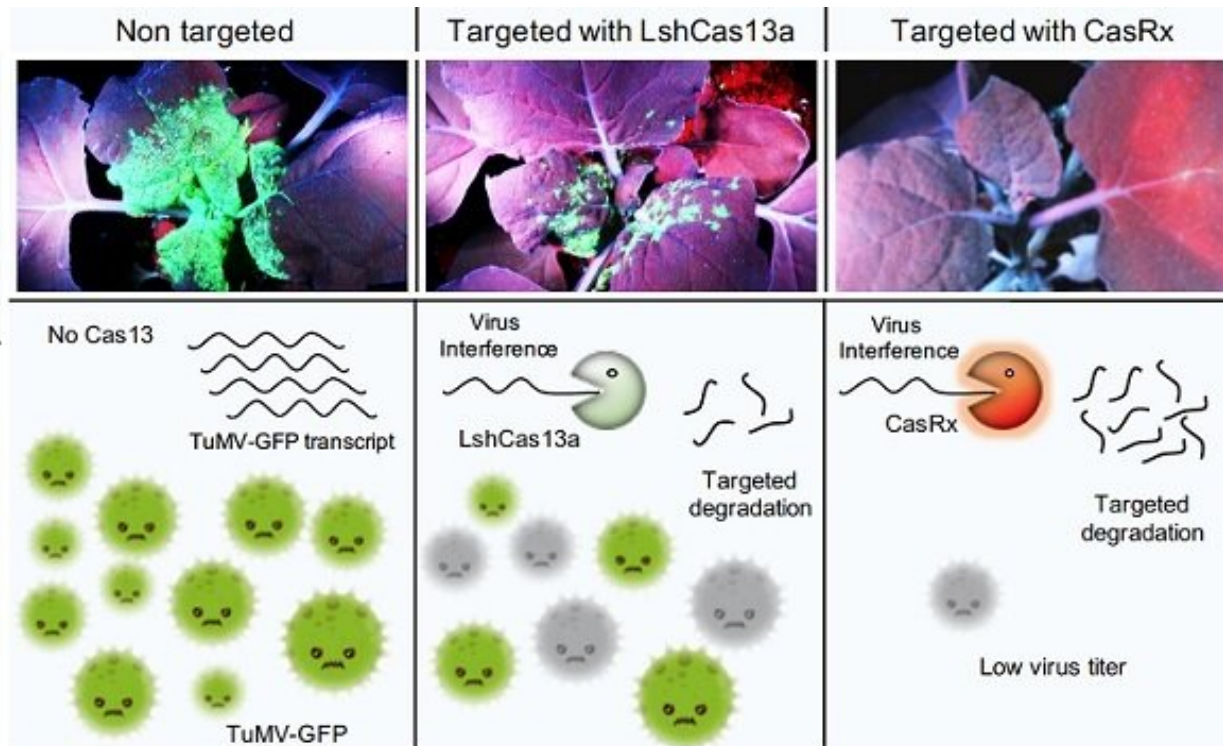 Non targeted
Targeted with LshCas13a
Targeted with CasRx
No Cas13
TuMV-GFP transcript
TuMV-GFP
Virus
Interference
LshCas13a
Targeted
degradation
Virus
Interference
CasRx
Targeted
degradation
Low virus titer